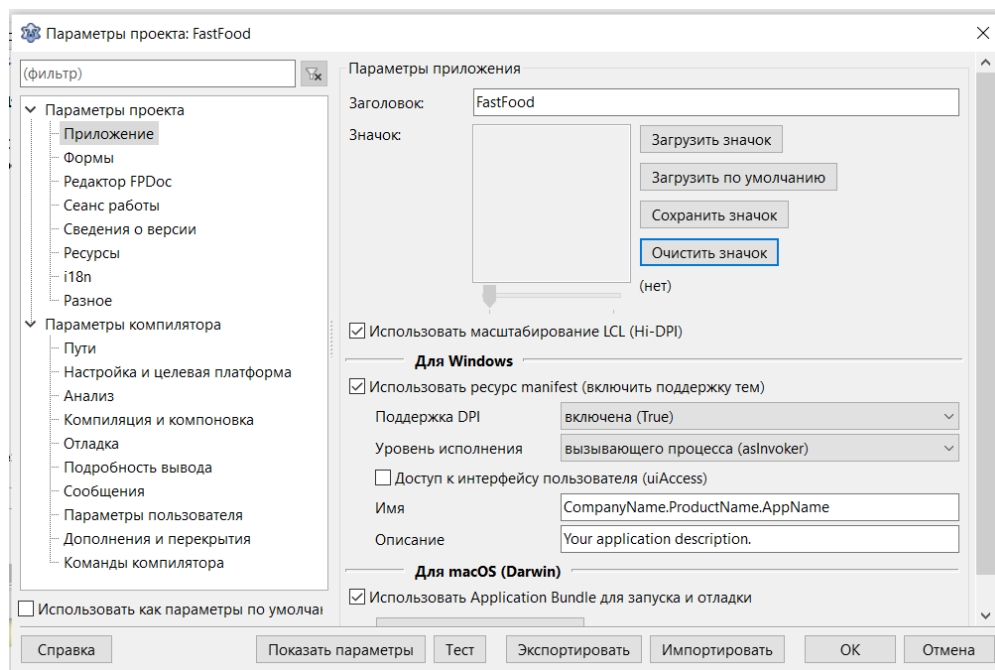 Параметры проекта: FastFood
(фильтр)
Параметры проекта
Приложение
Формы
Редактор FPDoc
Сеанс работы
Сведения о версии
Ресурсы
i18n
Разное
Параметры компилятора
Пути
Настройка и целевая платформа
Анализ
Компиляция и компоновка
Отладка
Подробность вывода
Сообщения
Параметры пользователя
Дополнения и перекрытия
Команды компилятора
Использовать как параметры по умолчан
Параметры приложения
Заголовок: FastFood
Значок:
Загрузить значок
Загрузить по умолчанию
Сохранить значок
Очистить значок
(нет)
Использовать масштабирование LCL (Hi-DPI)
Для Windows
Использовать ресурс manifest (включить поддержку тем)
Поддержка DPI включена (True)
Уровень исполнения вызывающего процесса (asInvoker)
Доступ к интерфейсу пользователя (uiAccess)
Имя CompanyName.ProductName.AppName
Описание Your application description.
Для macOS (Darwin)
Использовать Application Bundle для запуска и отладки
Справка Показать параметры Тест Экспортировать Импортировать OK Отмена